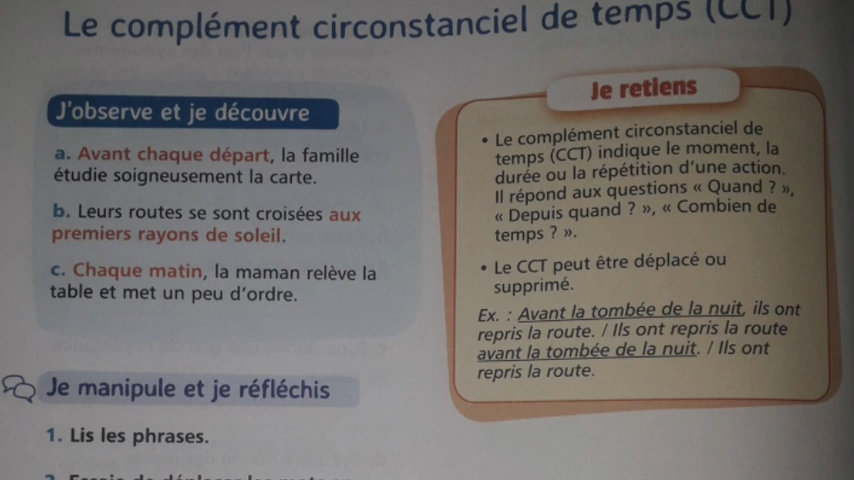 Le complément circonstanciel de temps (CCT)
J'observe et je découvre
a. Avant chaque départ, la famille
étudie soigneusement la carte.
b. Leurs routes se sont croisées aux
premiers rayons de soleil.
c. Chaque matin, la maman relève la
table et met un peu d'ordre.
Je retiens
• Le complément circonstanciel de
temps (CCT) indique le moment, la
durée ou la répétition d'une action.
Il répond aux questions « Quand ? »,
« Depuis quand ? », « Combien de
temps ? ».
• Le CCT peut être déplacé ou
supprimé.
Ex. : Avant la tombée de la nuit, ils ont
repris la route. / Ils ont repris la route
avant la tombée de la nuit. / Ils ont
repris la route.
Je manipule et je réfléchis
1. Lis les phrases.